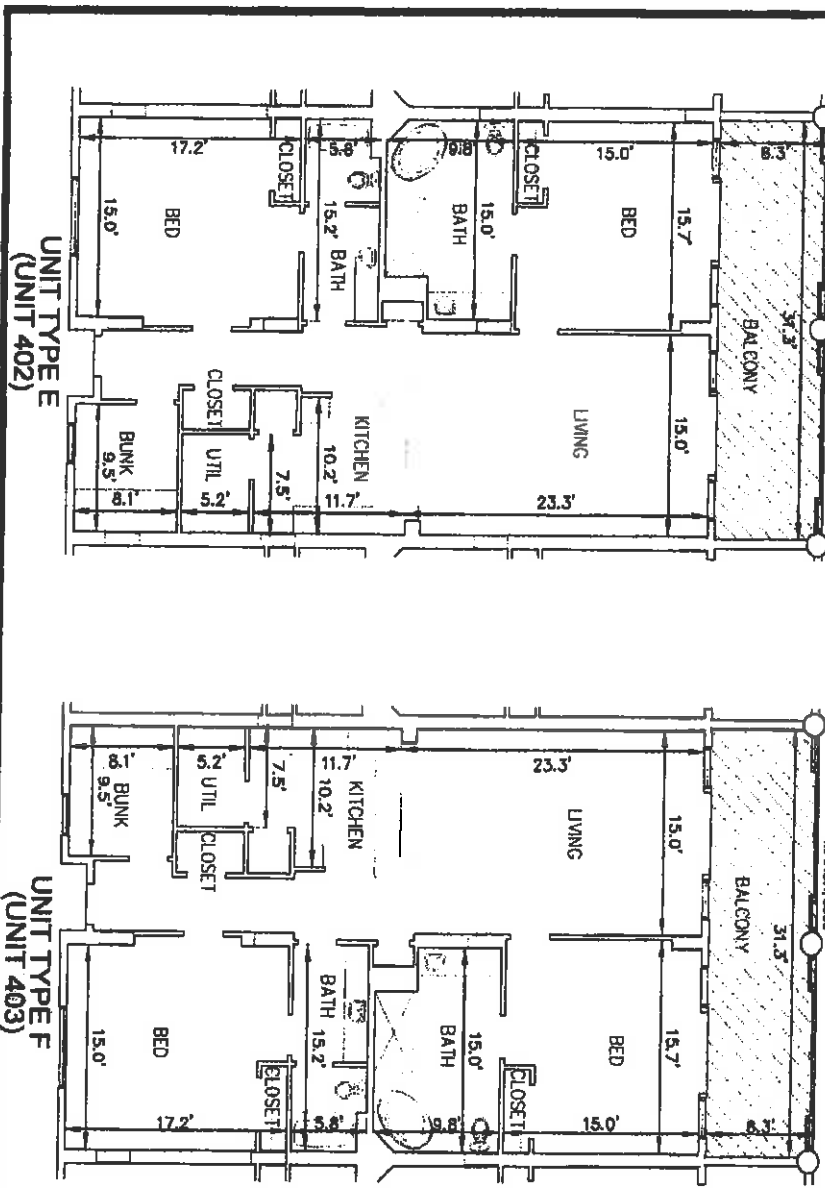 8.3'
31.3'
BALCONY
15.7'
15.0'
15.0'
BED
LIVING
23.3'
CLOSET
9.8'
15.0'
BATH
KITCHEN
11.7'
10.2'
5.8'
15.2'
BATH
7.5'
CLOSET
17.2'
BED
15.0'
CLOSET
UTIL
5.2'
BUNK
9.5'
8.1'
UNIT TYPE E
(UNIT 402)
8.3'
31.3'
BALCONY
15.0'
15.7'
23.3'
LIVING
BED
15.0'
CLOSET
15.0'
BATH
9.8'
11.7'
KITCHEN
10.2'
BATH
15.2'
5.8'
7.5'
CLOSET
5.2'
UTIL
CLOSET
8.1'
BUNK
9.5'
BED
17.2'
15.0'
UNIT TYPE F
(UNIT 403)